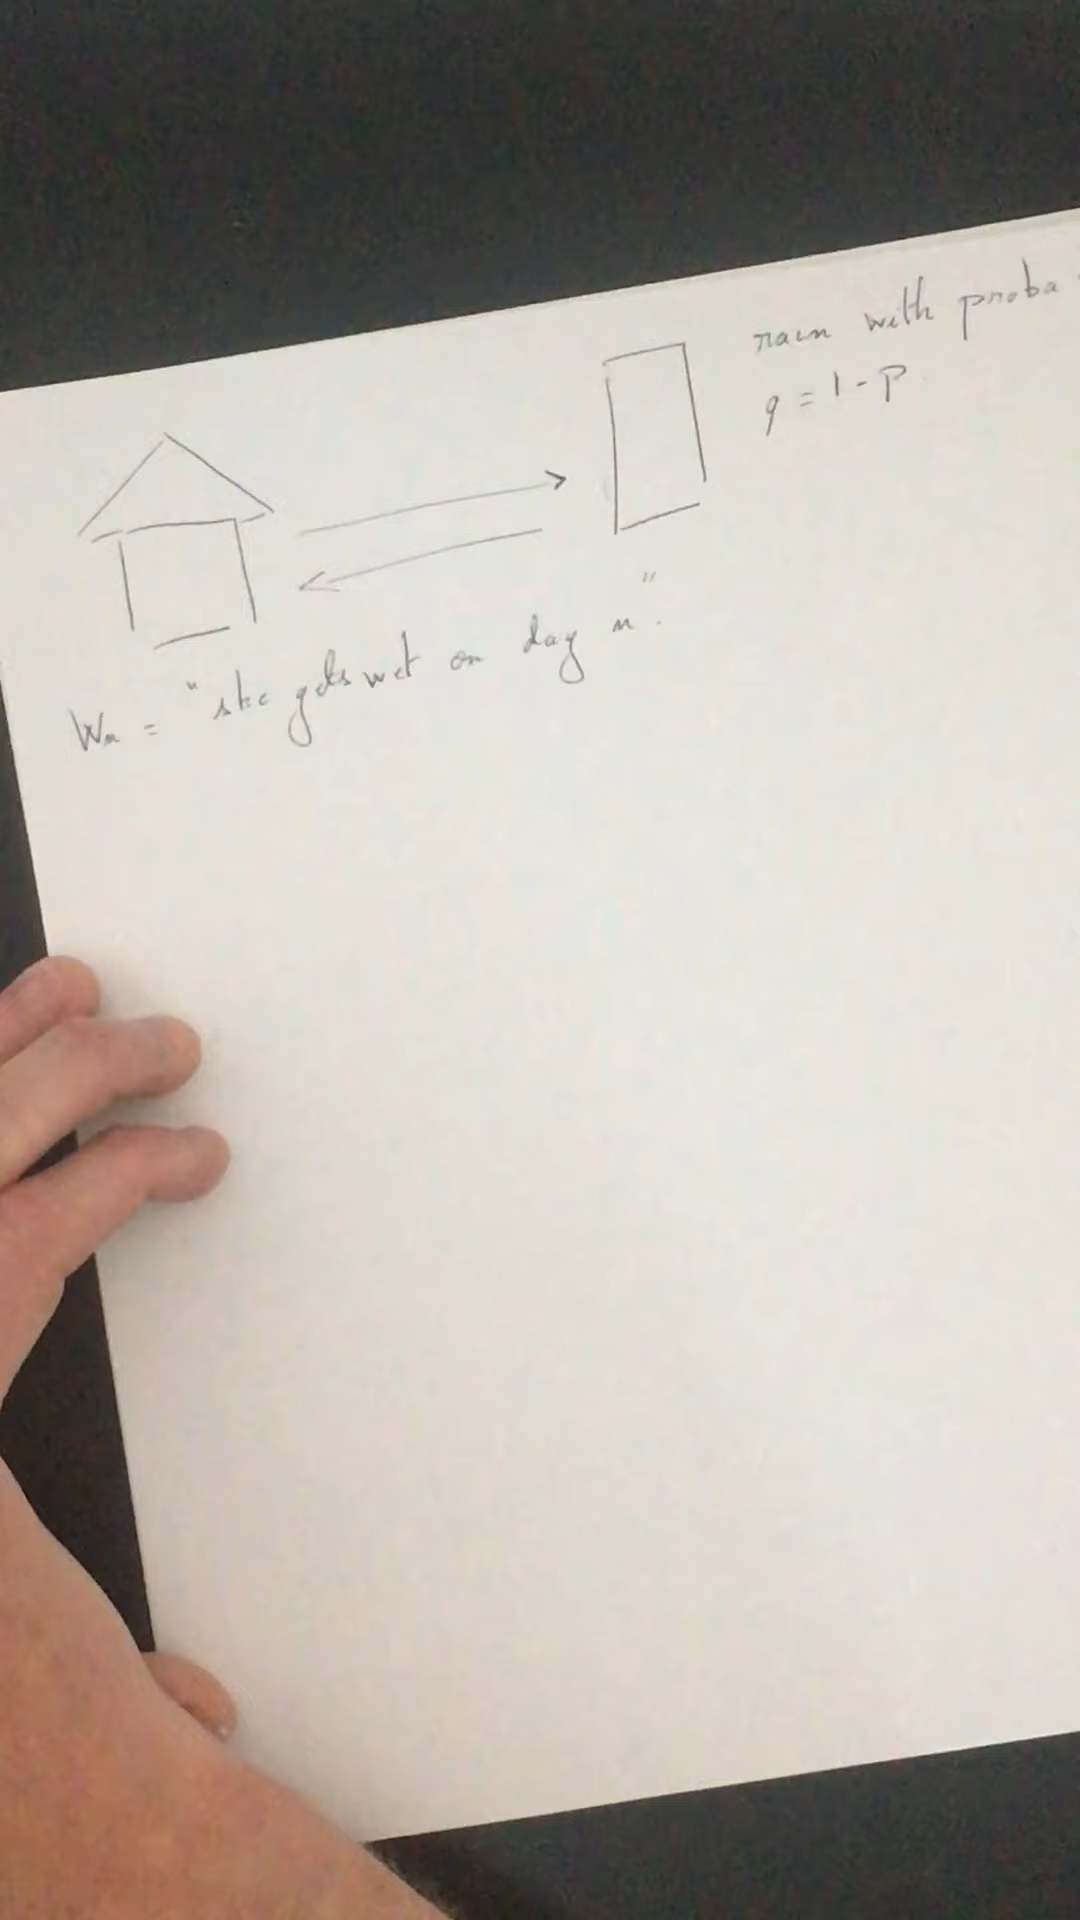 rain with proba
q = 1 - p.
Wn = "she gets wet on day n".